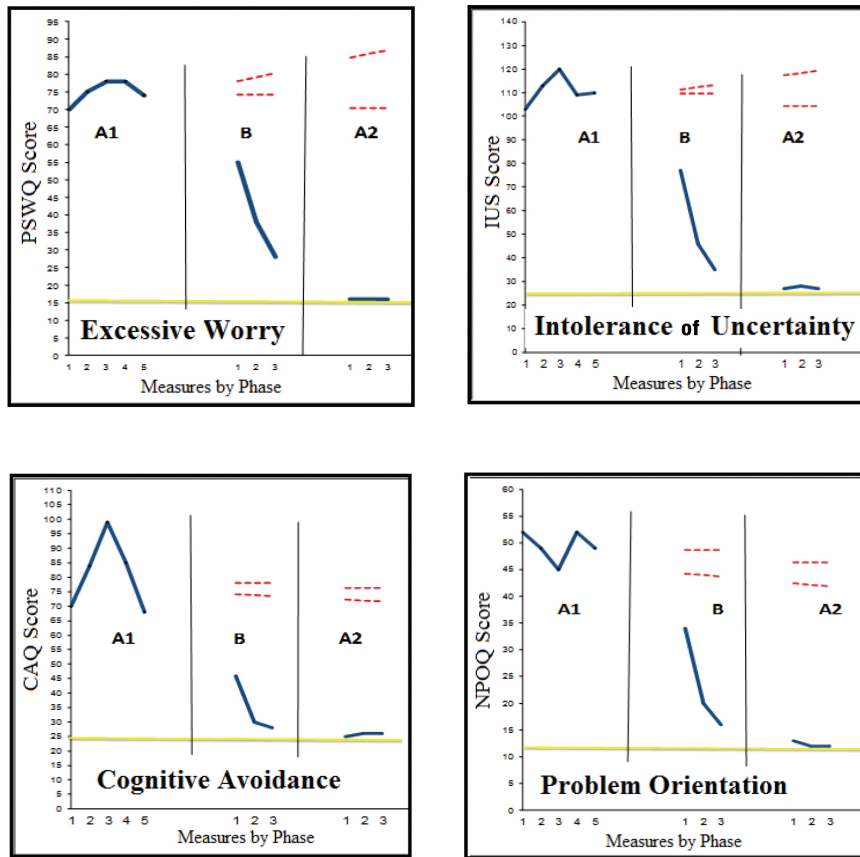 95
90
85
80
75
70
65
60
55
50
45
40
35
30
25
20
15
10
5
0
PSWQ Score
A1
B
A2
Excessive Worry
1 2 3 4 5 1 2 3 1 2 3
Measures by Phase
140
130
120
110
100
90
80
70
60
50
40
30
20
10
0
IUS Score
A1
B
A2
Intolerance of Uncertainty
1 2 3 4 5 1 2 3 1 2 3
Measures by Phase
110
105
100
95
90
85
80
75
70
65
60
55
50
45
40
35
30
25
20
15
10
5
0
CAQ Score
A1
B
A2
Cognitive Avoidance
1 2 3 4 5 1 2 3 1 2 3
Measures by Phase
60
55
50
45
40
35
30
25
20
15
10
5
0
NPOQ Score
A1
B
A2
Problem Orientation
1 2 3 4 5 1 2 3 1 2 3
Measures by Phase